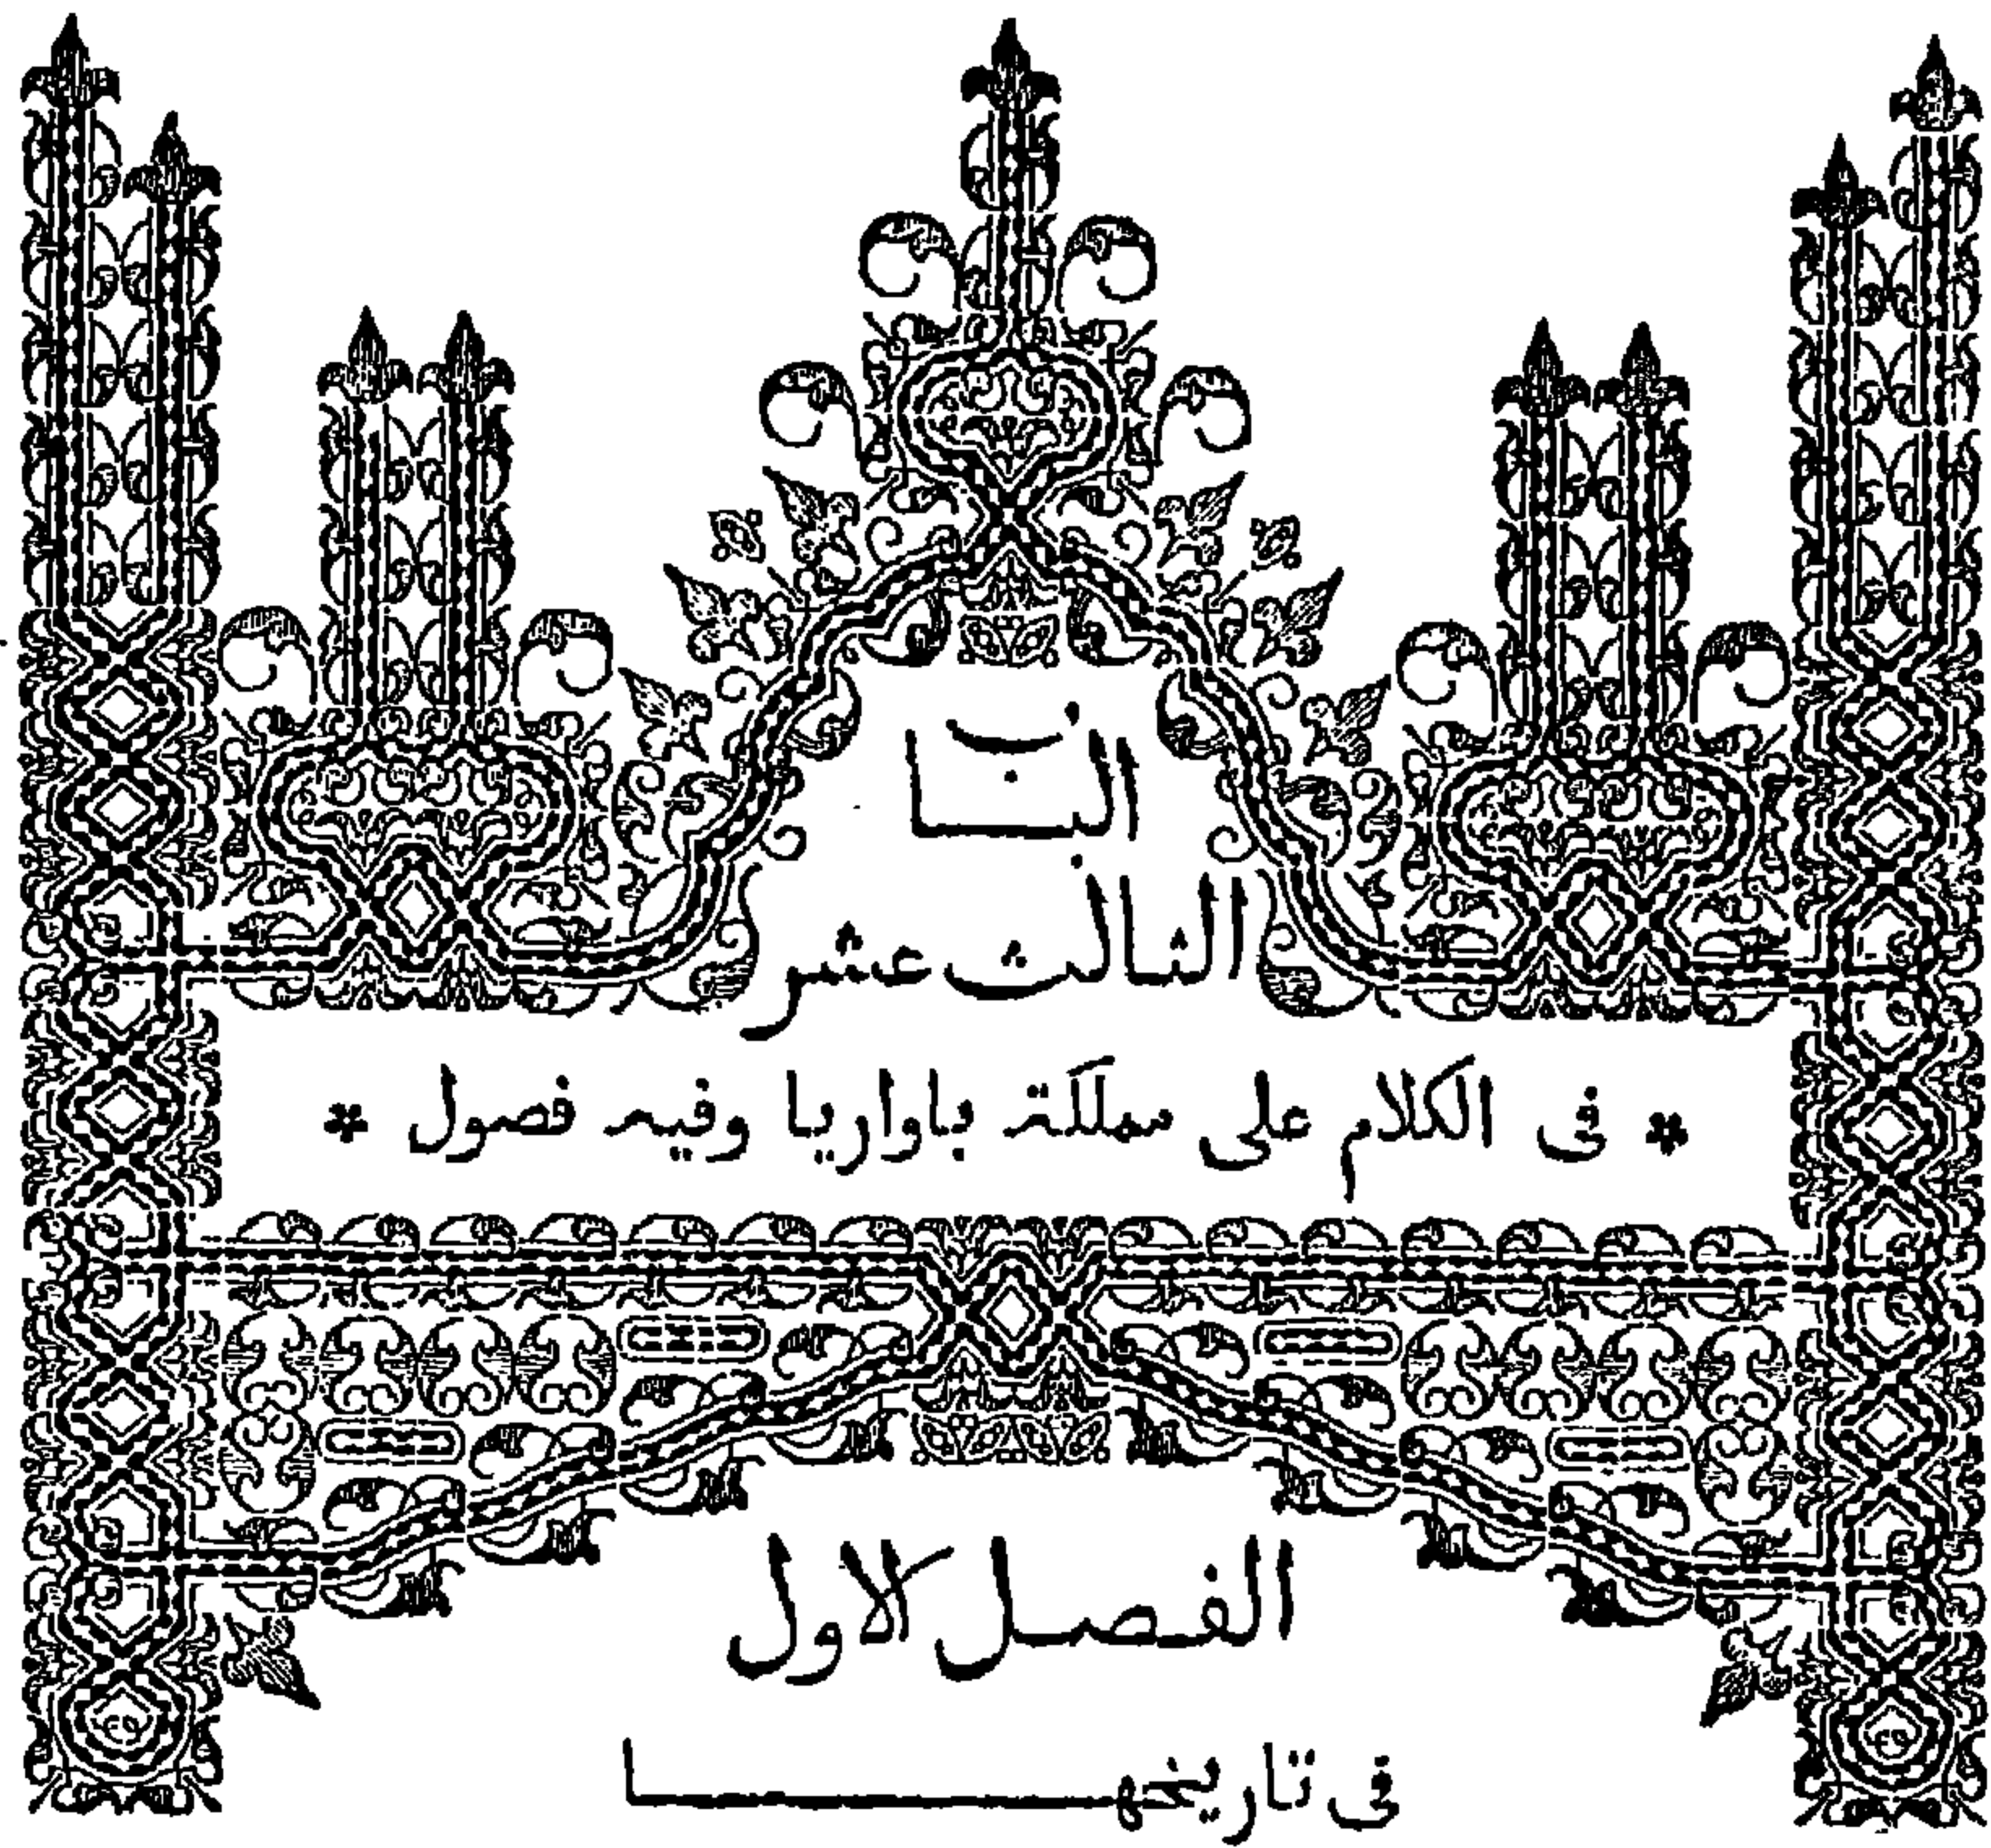 الباب
الثالث عشر
* فى الكلام على مملكة باواريا وفيه فصول *
الفصل الاول
فى تاريخها